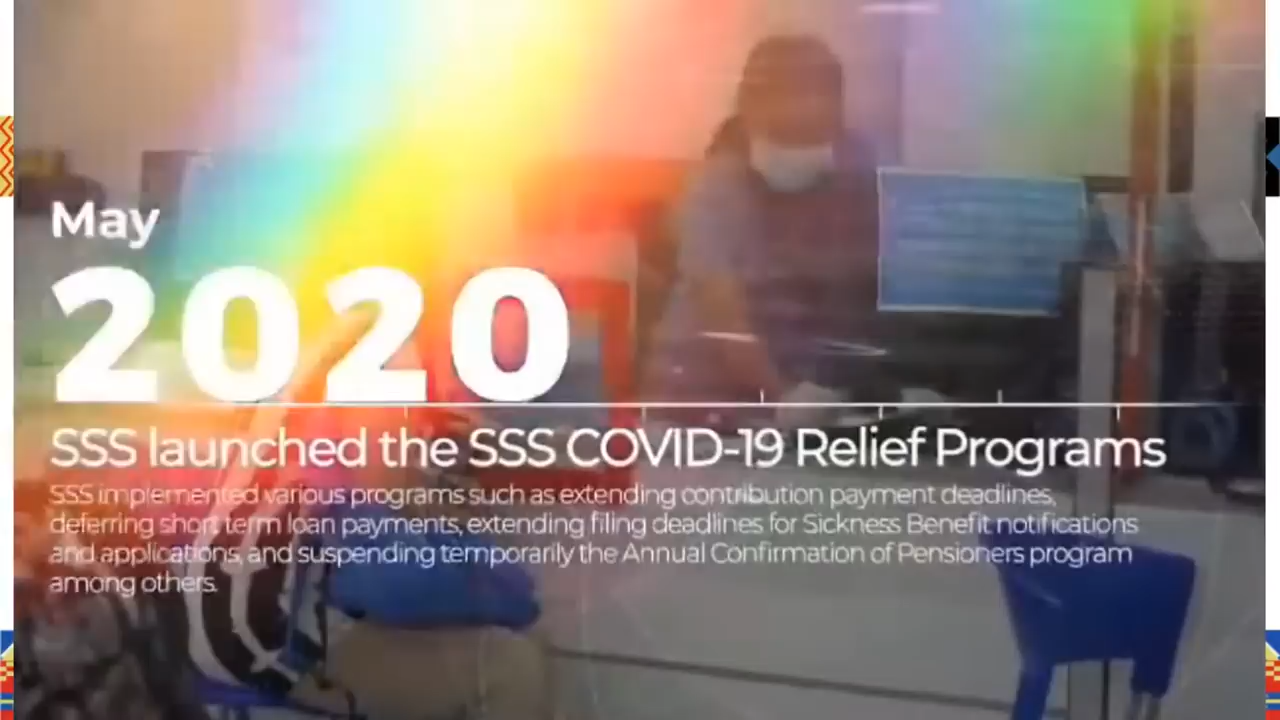 May
2020
SSS launched the SSS COVID-19 Relief Programs
SSS implemented various programs such as extending contribution payment deadlines,
deferring short term loan payments, extending filing deadlines for Sickness Benefit notifications
and applications, and suspending temporarily the Annual Confirmation of Pensioners program
among others.